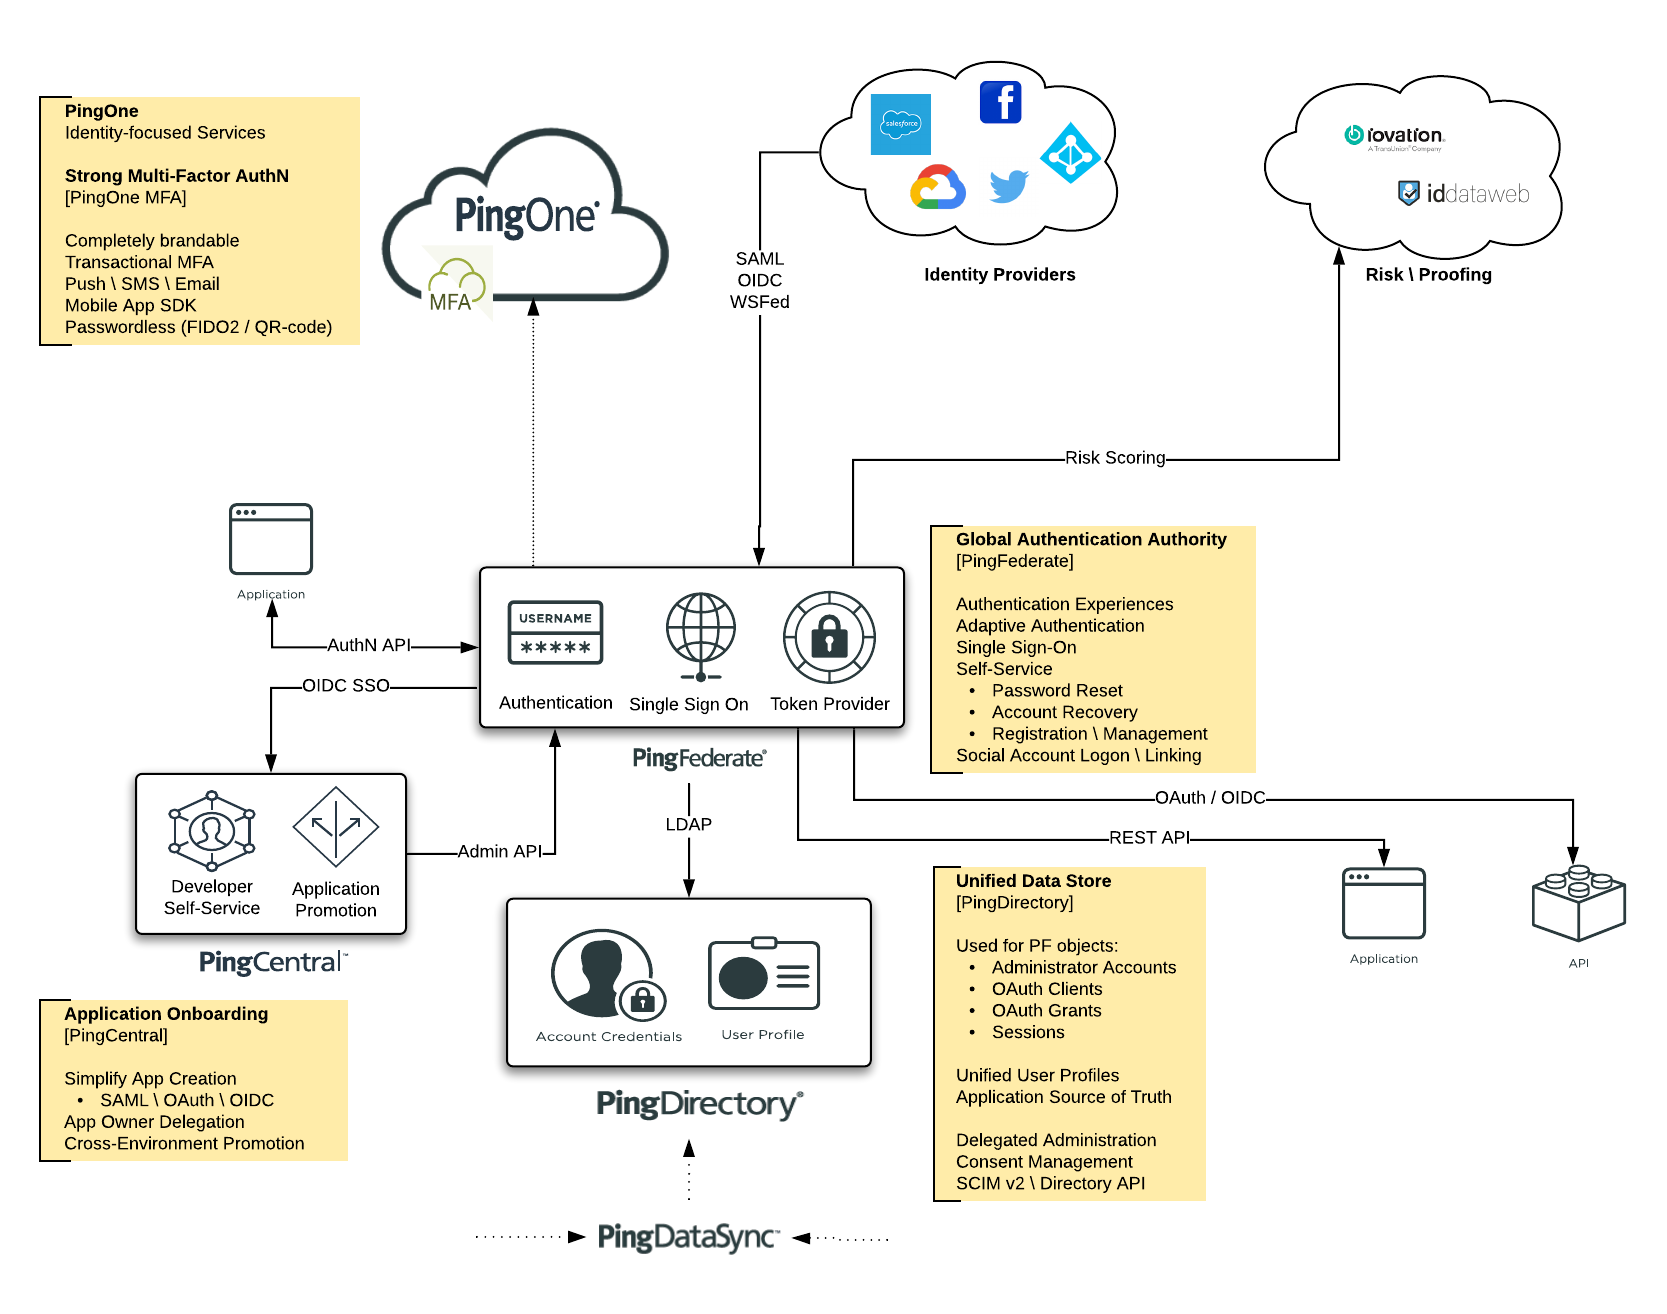 PingOne
Identity-focused Services
Strong Multi-Factor AuthN
[PingOne MFA]
Completely brandable
Transactional MFA
Push \ SMS \ Email
Mobile App SDK
Passwordless (FIDO2 / QR-code)
PingOne
MFA
salesforce
SAML
OIDC
WSFed
Identity Providers
iovation.
A TransUnion® Company
iddataweb
Risk \ Proofing
Risk Scoring
Application
AuthN API
OIDC SSO
USERNAME
*****
Authentication
Single Sign On
Token Provider
PingFederate®
Global Authentication Authority
[PingFederate]
Authentication Experiences
Adaptive Authentication
Single Sign-On
Self-Service
• Password Reset
• Account Recovery
• Registration \ Management
Social Account Logon \ Linking
OAuth / OIDC
REST API
LDAP
Admin API
Developer
Self-Service
Application
Promotion
PingCentral™
Application Onboarding
[PingCentral]
Simplify App Creation
• SAML \ OAuth \ OIDC
App Owner Delegation
Cross-Environment Promotion
Account Credentials
User Profile
PingDirectory®
PingDataSync™
Unified Data Store
[PingDirectory]
Used for PF objects:
• Administrator Accounts
• OAuth Clients
• OAuth Grants
• Sessions
Unified User Profiles
Application Source of Truth
Delegated Administration
Consent Management
SCIM v2 \ Directory API
Application
API